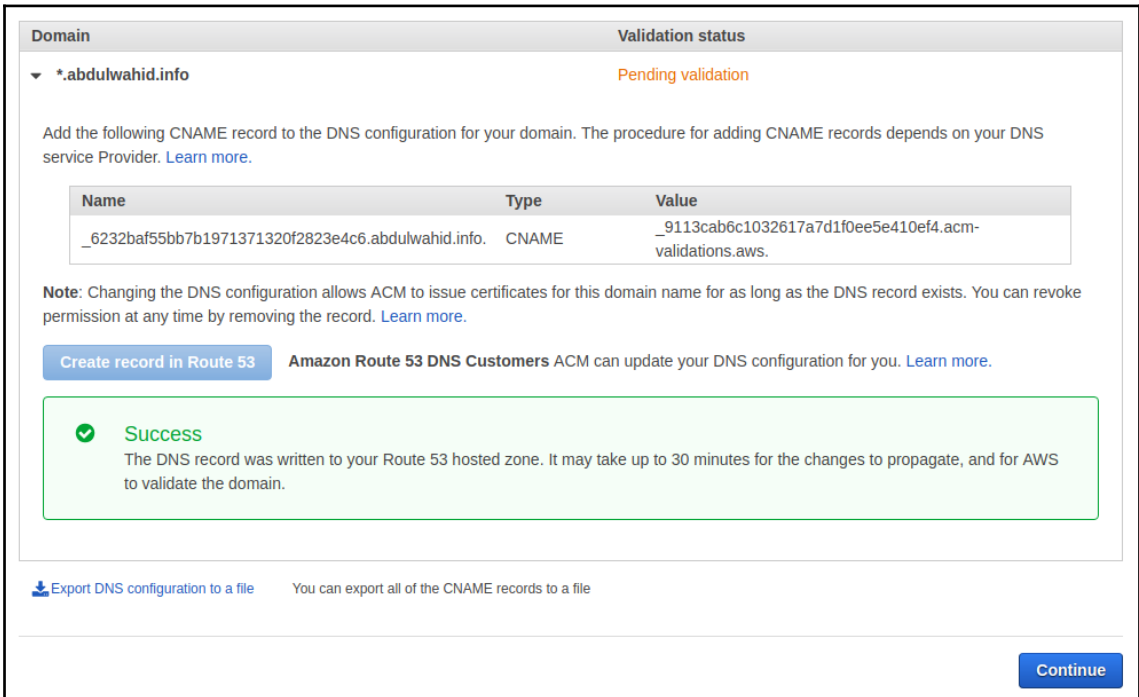 Domain Validation status
*.abdulwahid.info Pending validation
Add the following CNAME record to the DNS configuration for your domain. The procedure for adding CNAME records depends on your DNS
service Provider. Learn more.
Name Type Value
_6232baf55bb7b1971371320f2823e4c6.abdulwahid.info. CNAME _9113cab6c1032617a7d1f0ee5e410ef4.acm-
validations.aws.
Note: Changing the DNS configuration allows ACM to issue certificates for this domain name for as long as the DNS record exists. You can revoke
permission at any time by removing the record. Learn more.
Create record in Route 53 Amazon Route 53 DNS Customers ACM can update your DNS configuration for you. Learn more.
Success
The DNS record was written to your Route 53 hosted zone. It may take up to 30 minutes for the changes to propagate, and for AWS
to validate the domain.
Export DNS configuration to a file You can export all of the CNAME records to a file
Continue